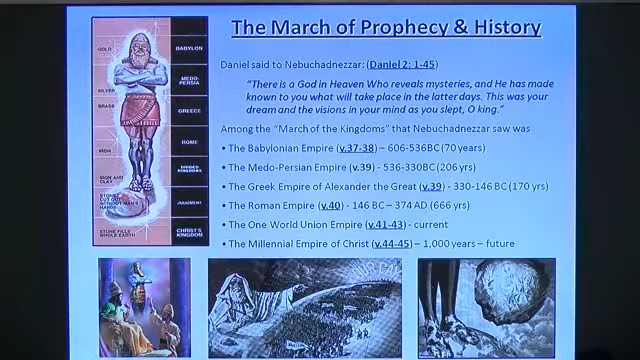 The March of Prophecy & History
Daniel said to Nebuchadnezzar: (Daniel 2: 1-45)
"There is a God in Heaven Who reveals mysteries, and He has made
known to you what will take place in the latter days. This was your
dream and the visions in your mind as you slept, O king."
Among the "March of the Kingdoms" that Nebuchadnezzar saw was
• The Babylonian Empire (v.37-38) – 606-536BC (70 years)
• The Medo-Persian Empire (v.39) - 536-330BC (206 yrs)
• The Greek Empire of Alexander the Great (v.39) - 330-146 BC (170 yrs)
• The Roman Empire (v.40) - 146 BC – 374 AD (666 yrs)
• The One World Union Empire (v.41-43) - current
• The Millennial Empire of Christ (v.44-45) – 1,000 years – future
GOLD
BABYLON
SILVER
MEDO-
PERSIA
BRASS
GREECE
IRON
ROME
DIVIDED
KINGDOMS
IRON AND
CLAY
STONE
CUT OUT
WITHOUT MAN'S
HANDS
JUDGMENT
STONE FILLS
WHOLE EARTH
CHRIST'S
KINGDOM
OUR DAY